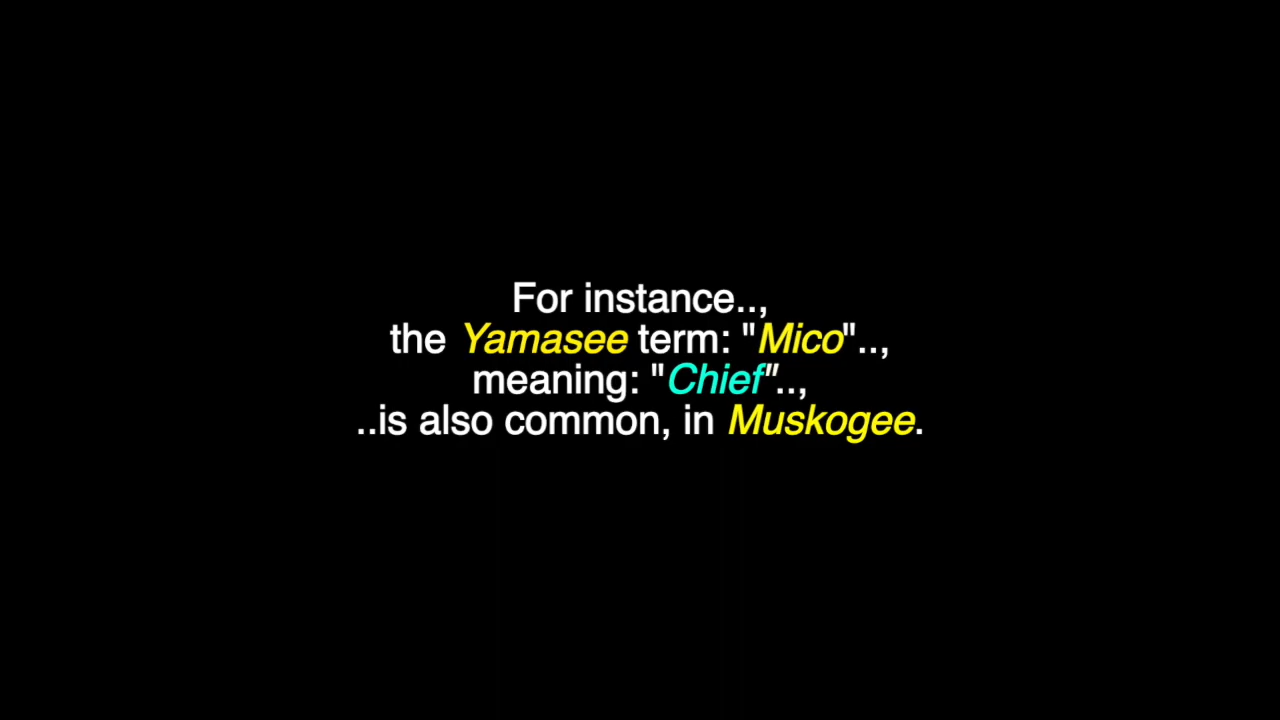 For instance..,
the Yamasee term: "Mico"..,
meaning: "Chief"..,
..is also common, in Muskogee.